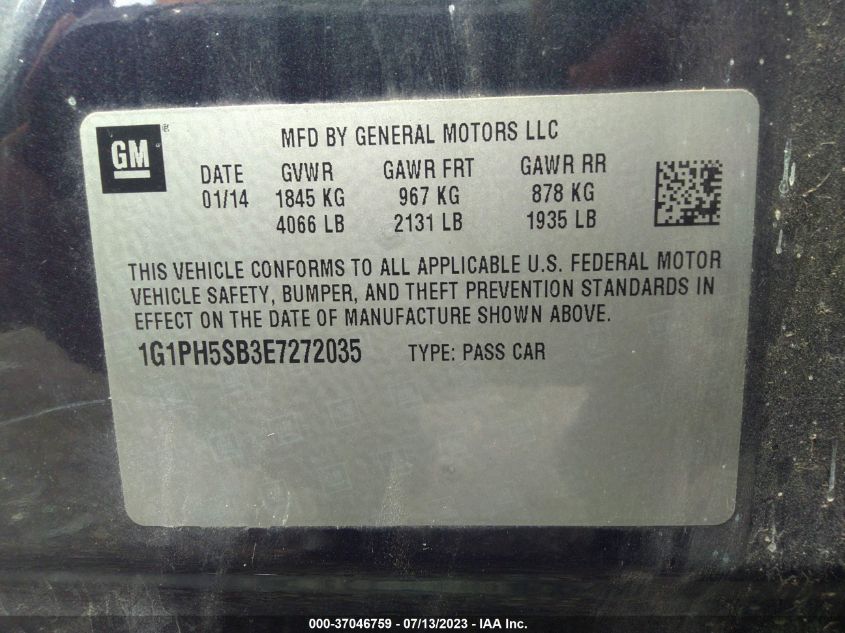 GM
MFD BY GENERAL MOTORS LLC
DATE GVWR GAWR FRT GAWR RR
01/14 1845 KG 967 KG 878 KG
4066 LB 2131 LB 1935 LB
THIS VEHICLE CONFORMS TO ALL APPLICABLE U.S. FEDERAL MOTOR
VEHICLE SAFETY, BUMPER, AND THEFT PREVENTION STANDARDS IN
EFFECT ON THE DATE OF MANUFACTURE SHOWN ABOVE.
1G1PH5SB3E7272035 TYPE: PASS CAR
000-37046759 - 07/13/2023 - IAA Inc.